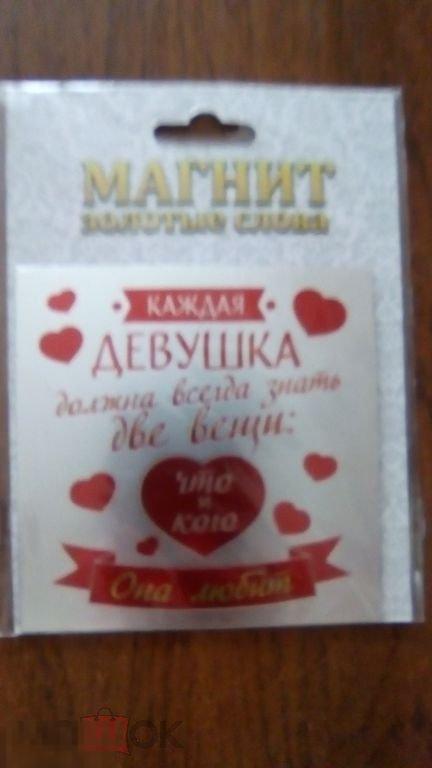 МАГНИТ
ЗОЛОТЫЕ СЛОВА
КАЖДАЯ
ДЕВУШКА
должна всегда знать
две вещи:
что
и
кого
Она любит